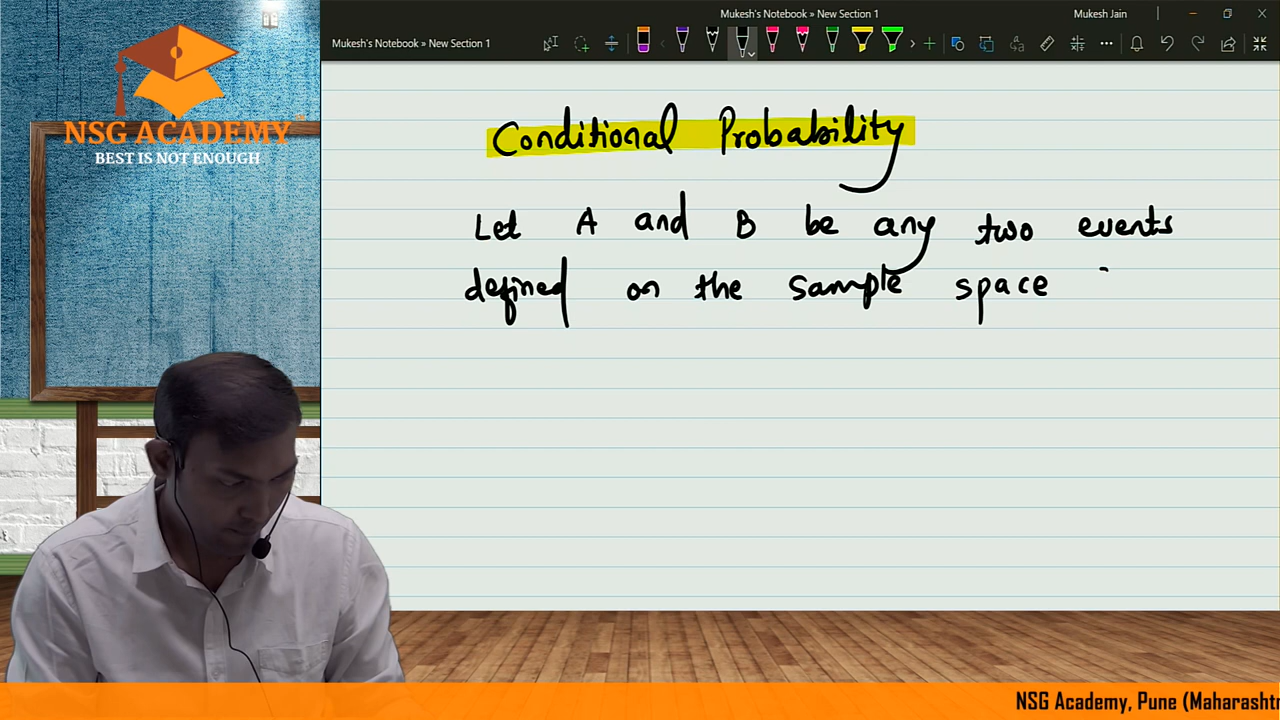 Mukesh's Notebook » New Section 1
Mukesh Jain
Mukesh's Notebook » New Section 1
NSG ACADEMY
BEST IS NOT ENOUGH
Conditional Probability
Let A and B be any two events
defined on the sample space
NSG Academy, Pune (Maharashtr